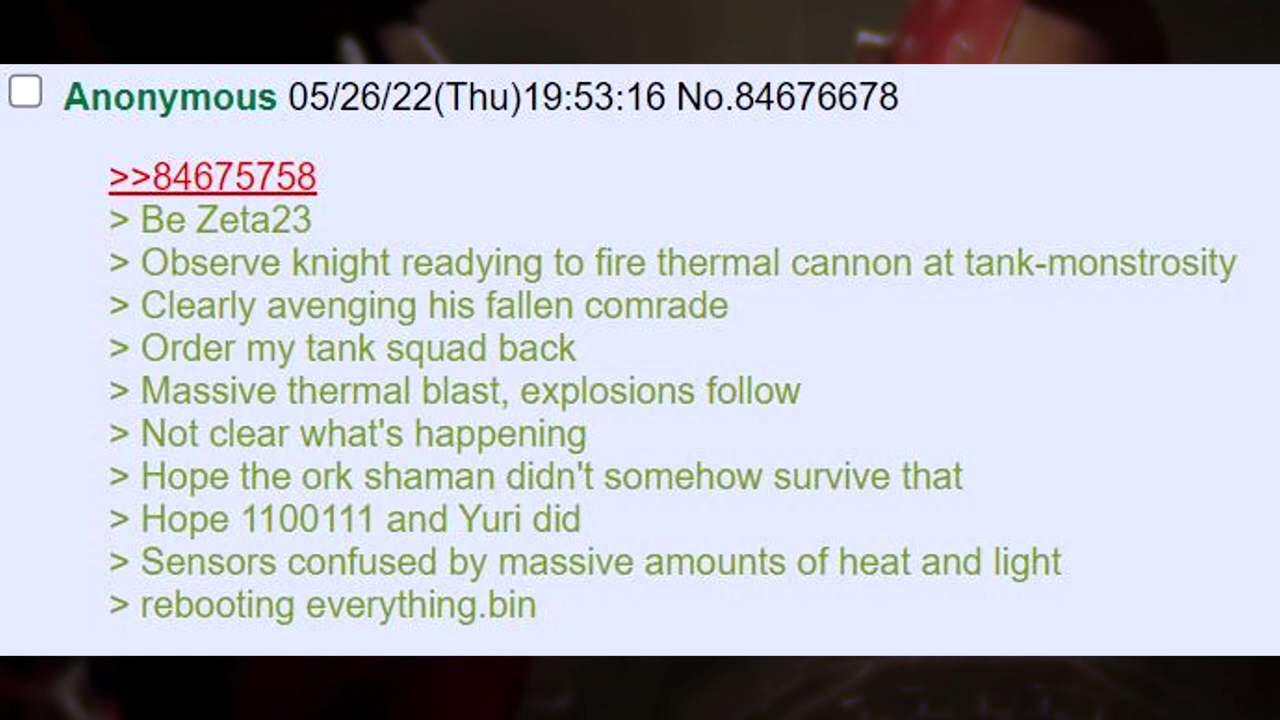 Anonymous 05/26/22(Thu)19:53:16 No.84676678
>>84675758
> Be Zeta23
> Observe knight readying to fire thermal cannon at tank-monstrosity
> Clearly avenging his fallen comrade
> Order my tank squad back
> Massive thermal blast, explosions follow
> Not clear what's happening
> Hope the ork shaman didn't somehow survive that
> Hope 1100111 and Yuri did
> Sensors confused by massive amounts of heat and light
> rebooting everything.bin